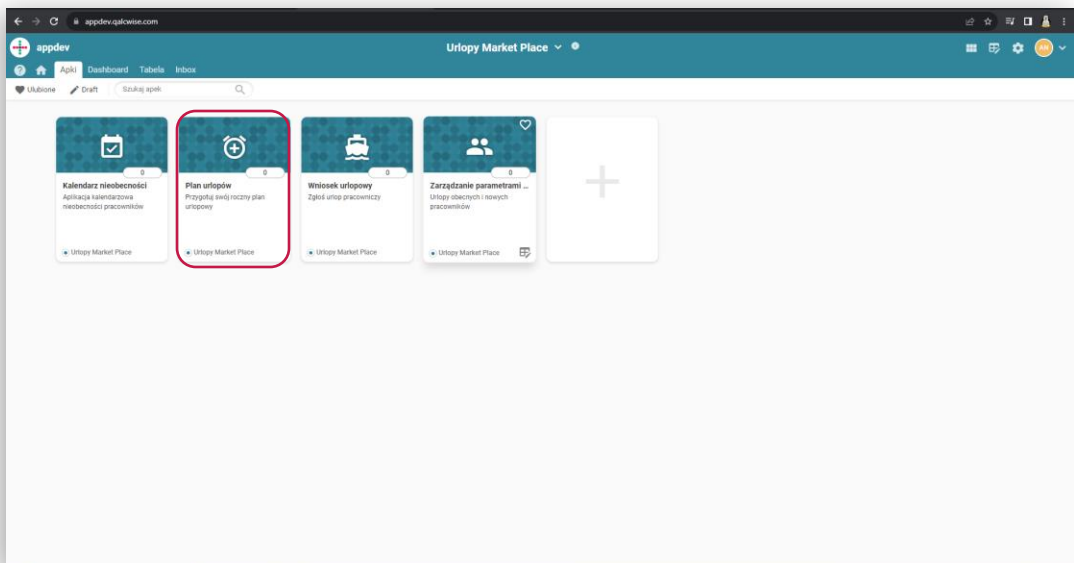 appdev.qalcwise.com
appdev
Urlopy Market Place
AN
Apki Dashboard Tabela Inbox
Ulubione Draft Szukaj apek
0
Kalendarz nieobecności
Aplikacja kalendarzowa
nieobecności pracowników
Urlopy Market Place
0
Plan urlopów
Przygotuj swój roczny plan
urlopowy
Urlopy Market Place
0
Wniosek urlopowy
Zgłoś urlop pracowniczy
Urlopy Market Place
0
Zarządzanie parametrami ...
Urlopy obecnych i nowych
pracowników
Urlopy Market Place